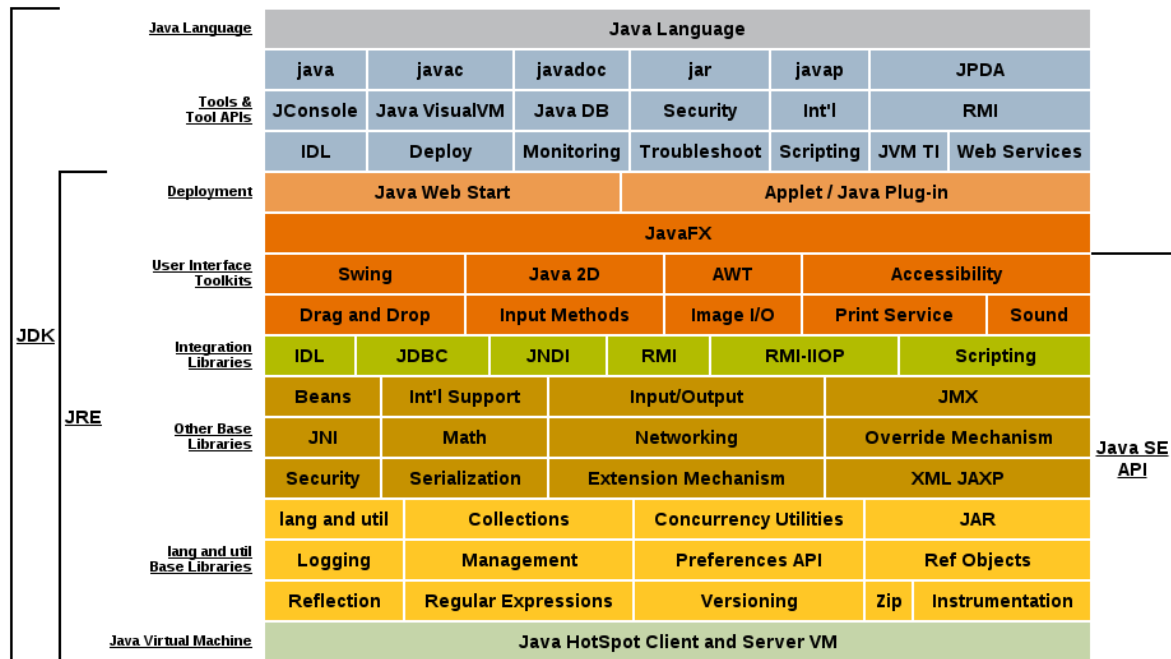 Java Language
Java Language
java javac javadoc jar javap JPDA
Tools &
Tool APIs
JConsole Java VisualVM Java DB Security Int'l RMI
IDL Deploy Monitoring Troubleshoot Scripting JVM TI Web Services
Deployment
Java Web Start Applet / Java Plug-in
JavaFX
User Interface
Toolkits
Swing Java 2D AWT Accessibility
Drag and Drop Input Methods Image I/O Print Service Sound
JDK
Integration
Libraries
IDL JDBC JNDI RMI RMI-IIOP Scripting
Beans Int'l Support Input/Output JMX
JRE
Other Base
Libraries
JNI Math Networking Override Mechanism
Java SE
API
Security Serialization Extension Mechanism XML JAXP
lang and util Collections Concurrency Utilities JAR
lang and util
Base Libraries
Logging Management Preferences API Ref Objects
Reflection Regular Expressions Versioning Zip Instrumentation
Java Virtual Machine
Java HotSpot Client and Server VM